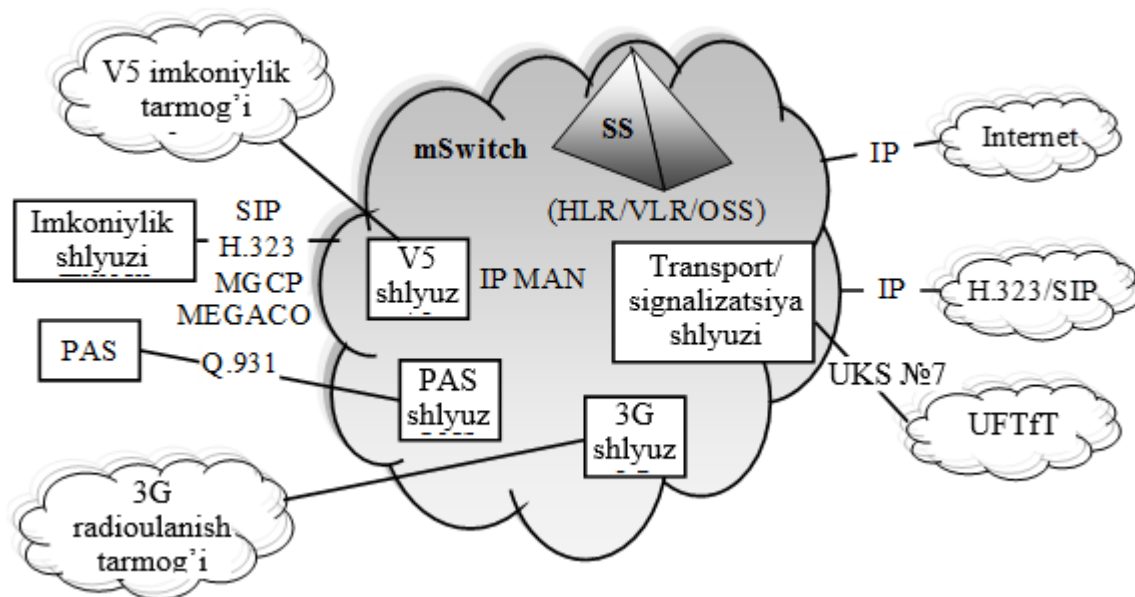 V5 imkoniylik
tarmog’i
Imkoniylik
shlyuzi
SIP
H.323
MGCP
MEGACO
PAS
Q.931
3G
radioulanish
tarmog’i
mSwitch
SS
(HLR/VLR/OSS)
V5
shlyuz
IP MAN
Transport/
signalizatsiya
shlyuzi
PAS
shlyuz
3G
shlyuz
IP
Internet
IP
H.323/SIP
UKS №7
UFTfT